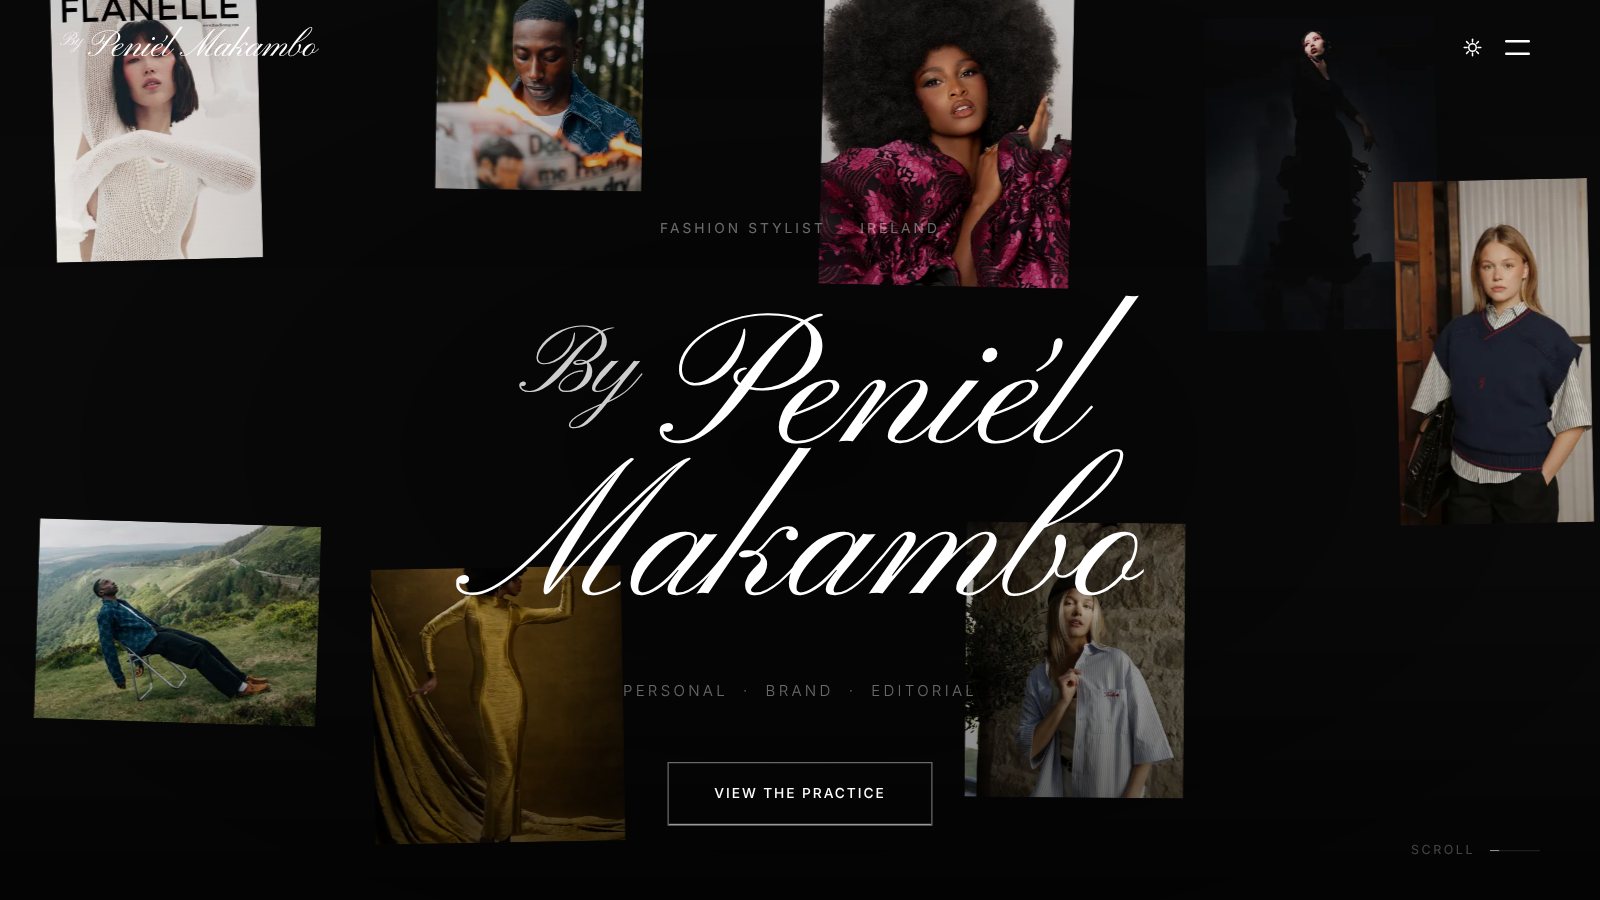 FLANELLE
By Peniél Makambo
FASHION STYLIST · IRELAND
By Peniél
Makambo
PERSONAL · BRAND · EDITORIAL
VIEW THE PRACTICE
SCROLL